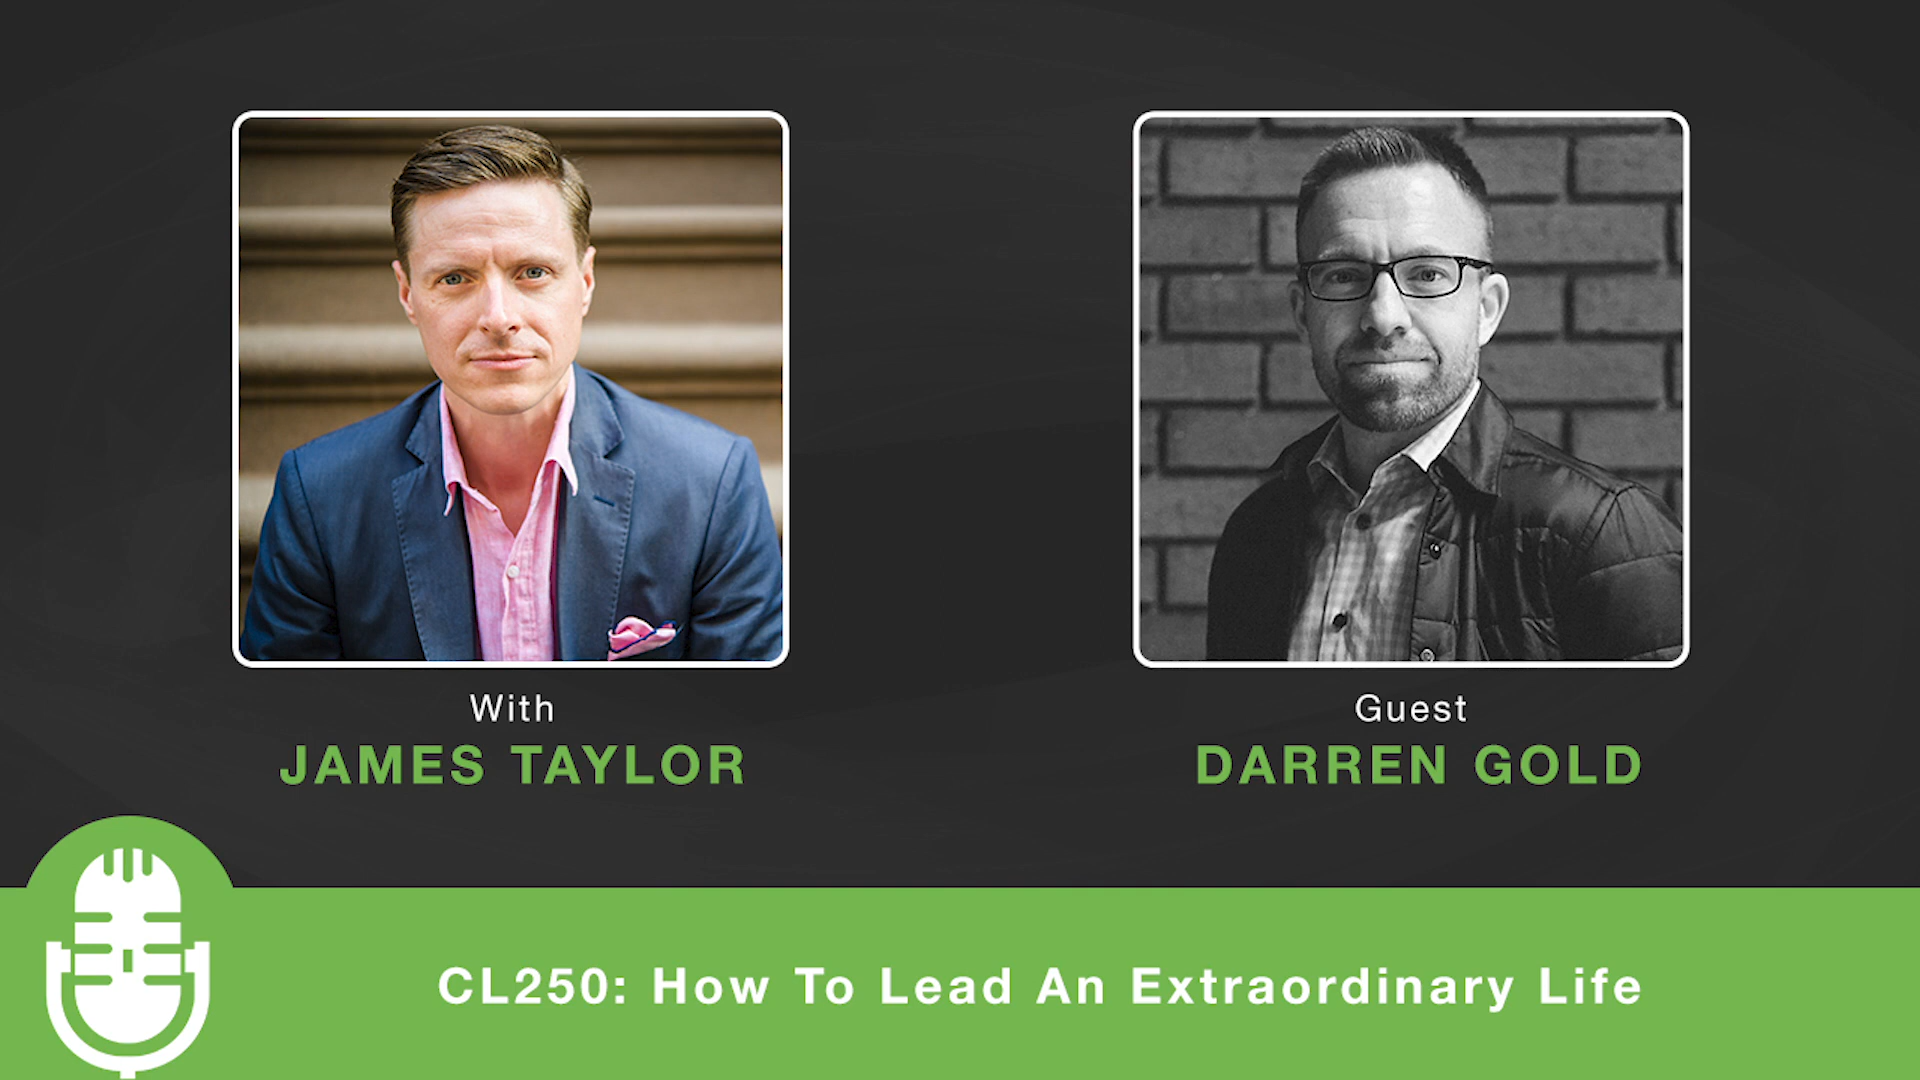 With
JAMES TAYLOR
Guest
DARREN GOLD
CL250: How To Lead An Extraordinary Life